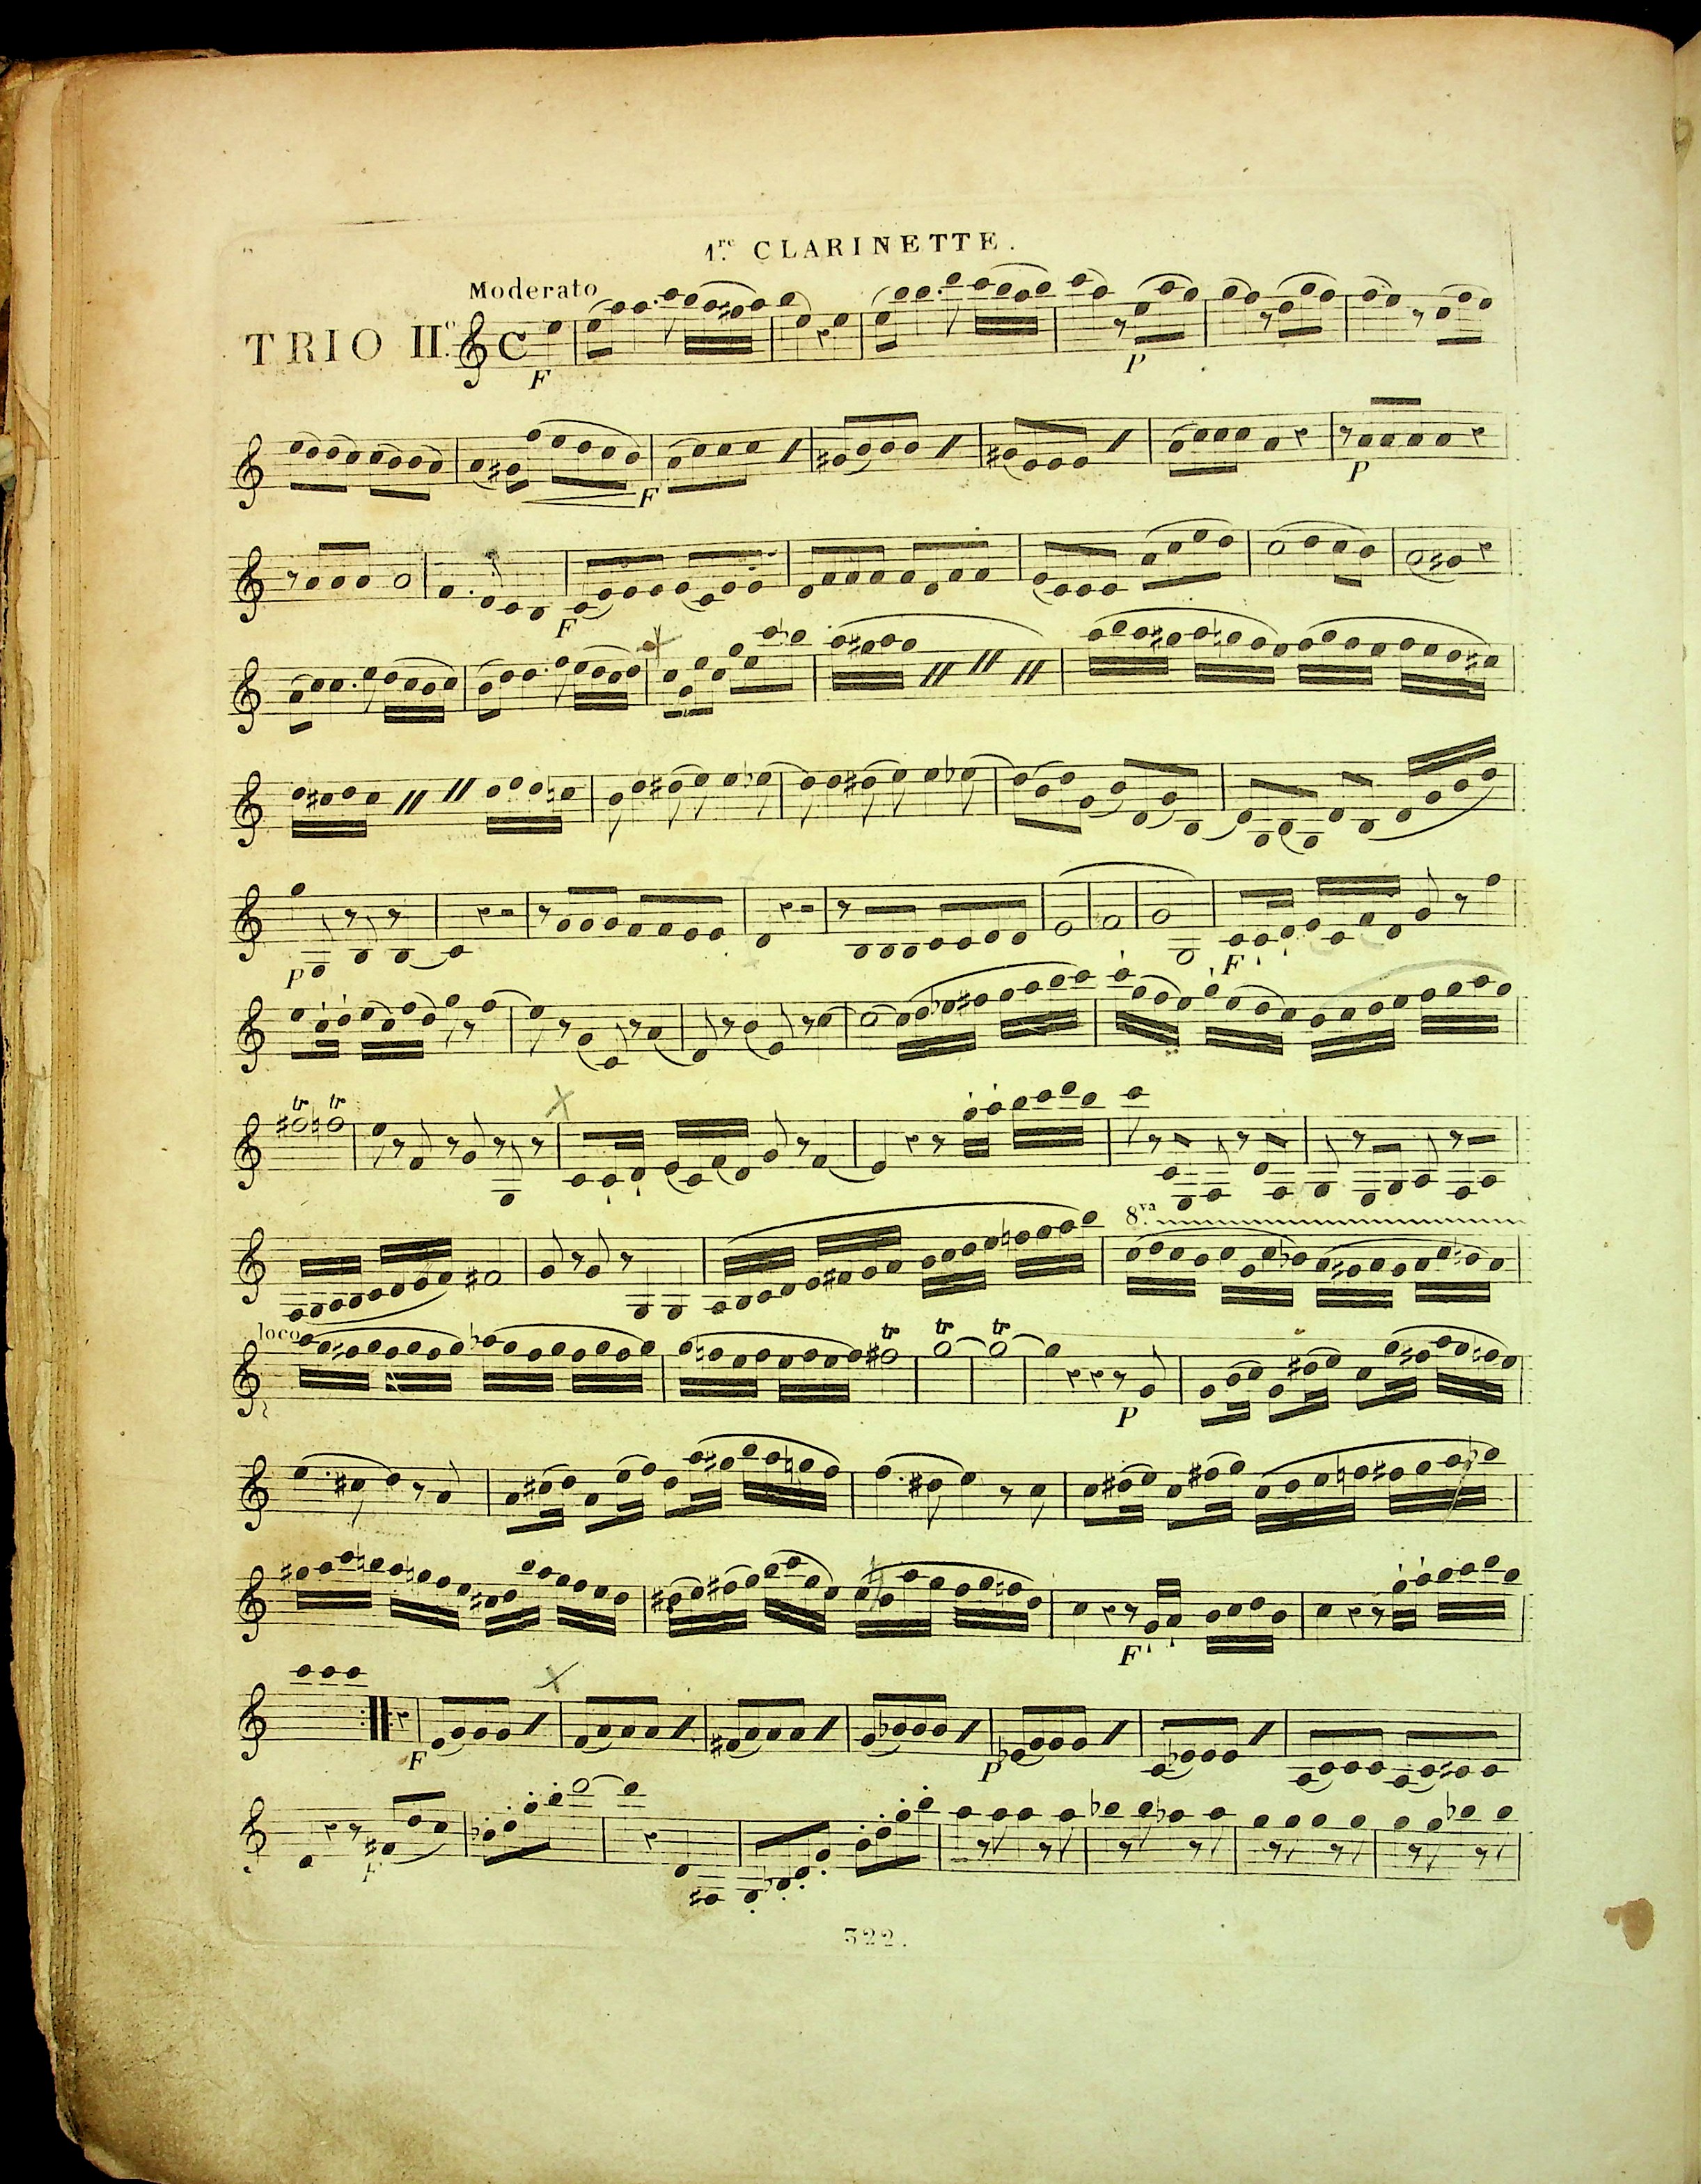 1.re CLARINETTE.
Moderato
TRIO II.o
F
P
F
P
F
P
F
tr tr
8.va
loco
tr tr tr
P
F
F
P
F
322.